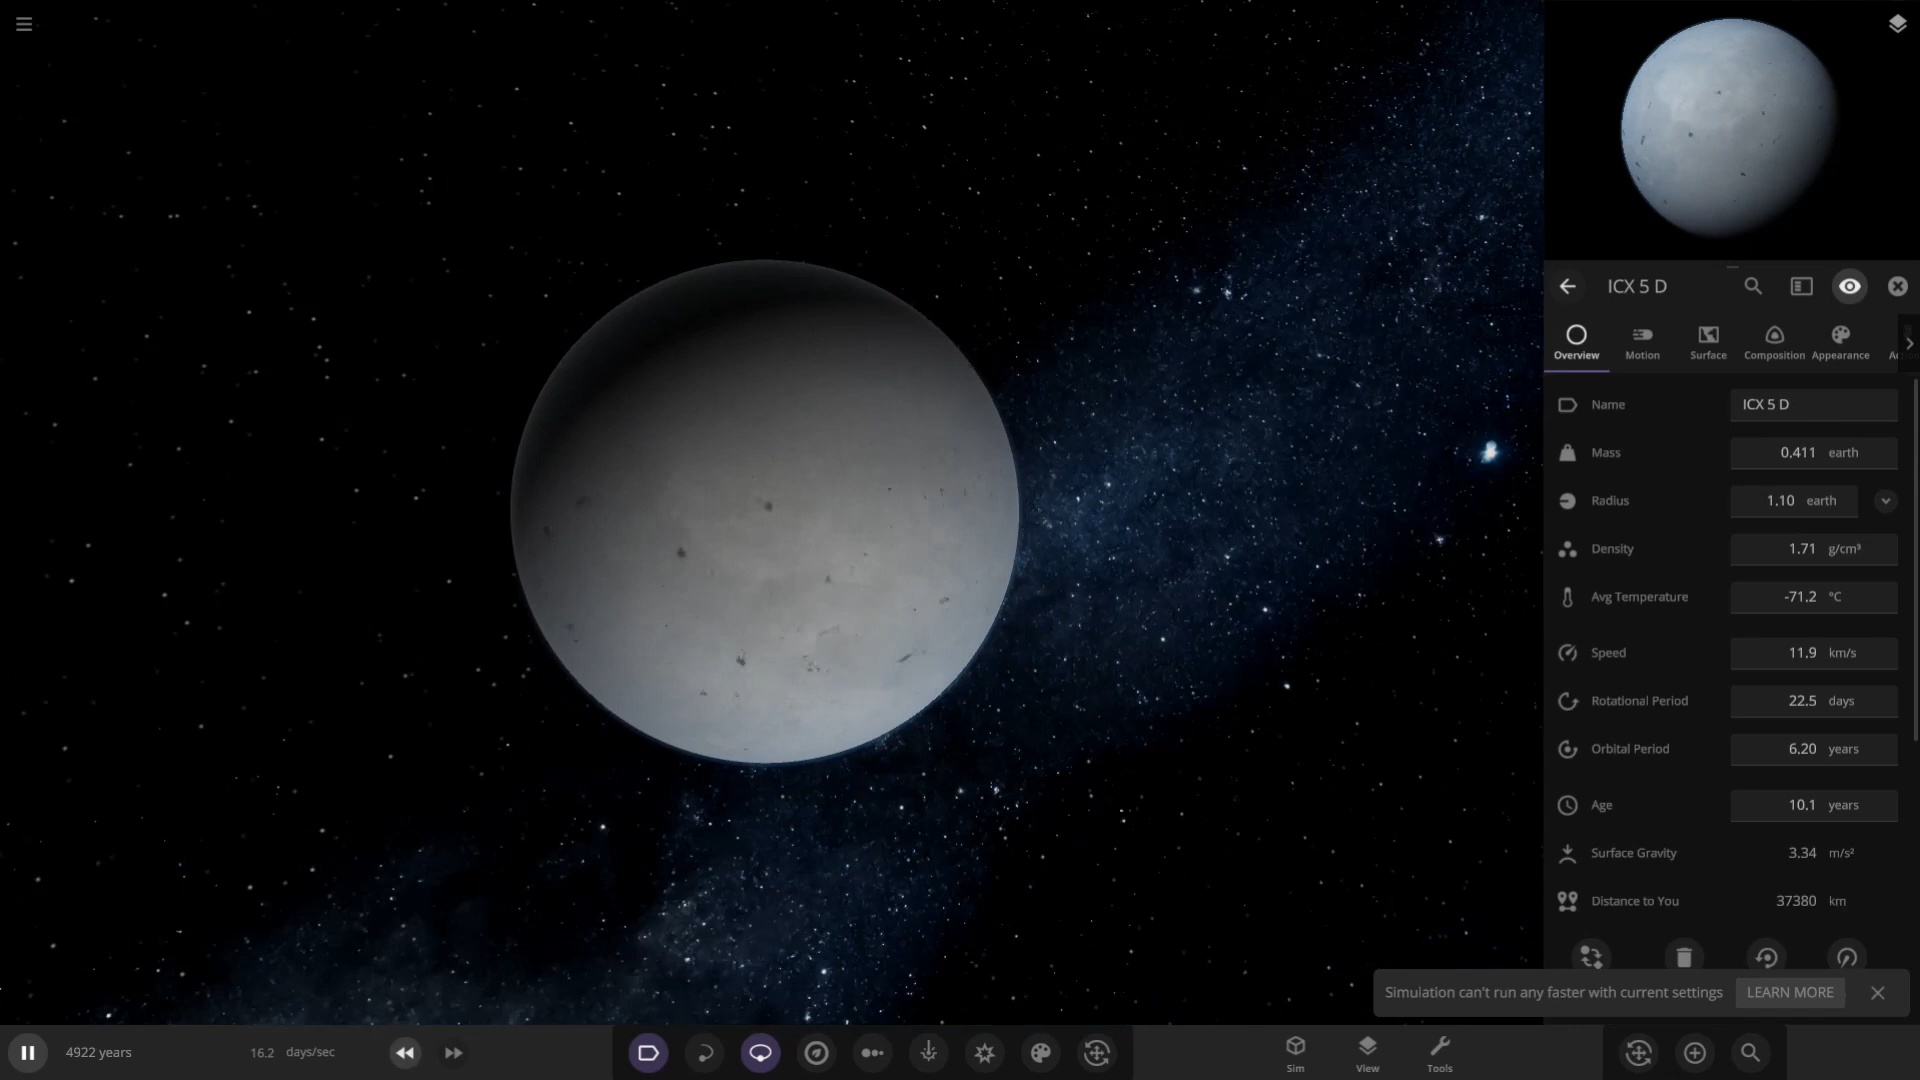 ICX 5 D
Overview Motion Surface Composition Appearance
Name ICX 5 D
Mass 0.411 earth
Radius 1.10 earth
Density 1.71 g/cm³
Avg Temperature -71.2 °C
Speed 11.9 km/s
Rotational Period 22.5 days
Orbital Period 6.20 years
Age 10.1 years
Surface Gravity 3.34 m/s²
Distance to You 37380 km
Simulation can't run any faster with current settings LEARN MORE
4922 years 16.2 days/sec Sim View Tools